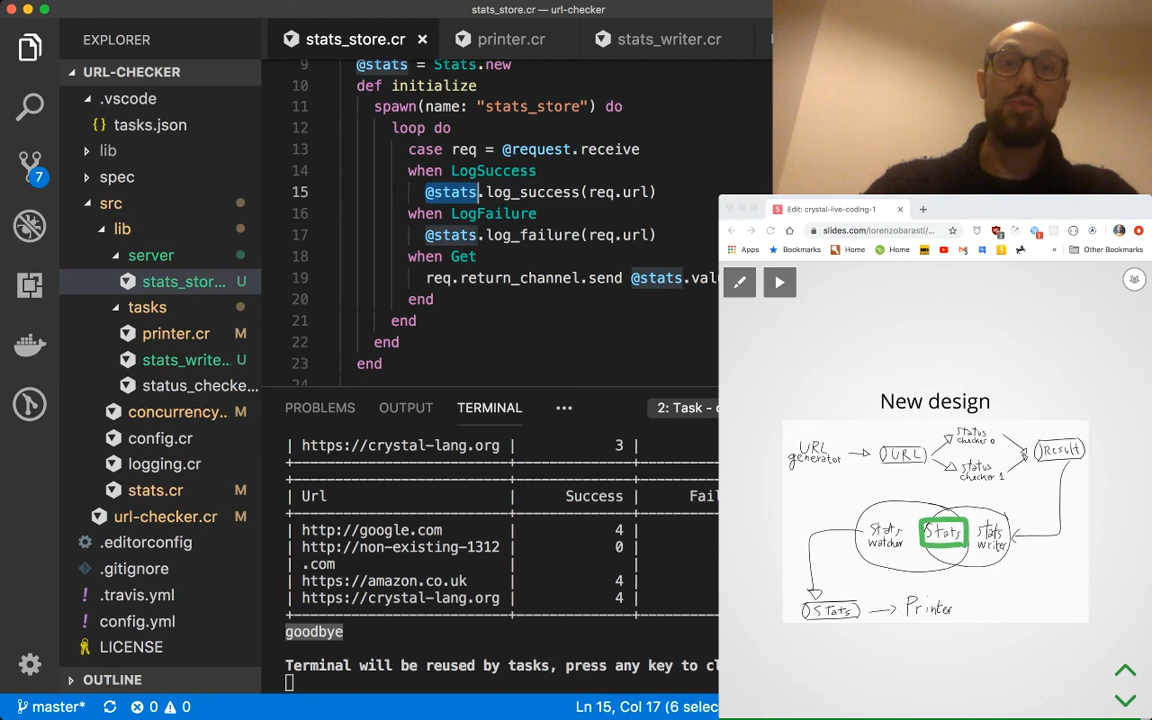 stats_store.cr — url-checker
EXPLORER
stats_store.cr
printer.cr
stats_writer.cr
URL-CHECKER
.vscode
tasks.json
lib
spec
src
lib
server
stats_stor... U
tasks
printer.cr M
stats_write... U
status_checke...
concurrency... M
config.cr
logging.cr
stats.cr M
url-checker.cr M
.editorconfig
.gitignore
.travis.yml
config.yml
LICENSE
OUTLINE
7
9 @stats = Stats.new
10 def initialize
11 spawn(name: "stats_store") do
12 loop do
13 case req = @request.receive
14 when LogSuccess
15 @stats.log_success(req.url)
16 when LogFailure
17 @stats.log_failure(req.url)
18 when Get
19 req.return_channel.send @stats.val
20 end
21 end
22 end
23 end
24
PROBLEMS OUTPUT TERMINAL ... 2: Task - c
| https://crystal-lang.org | 3 |
| Url | Success | Fail
| http://google.com | 4 |
| http://non-existing-1312 | 0 |
| .com | |
| https://amazon.co.uk | 4 |
| https://crystal-lang.org | 4 |
goodbye
Terminal will be reused by tasks, press any key to cl
master* 0 0
Ln 15, Col 17 (6 selec
Edit: crystal-live-coding-1
slides.com/lorenzobarasti/
Apps Bookmarks Home Home Other Bookmarks
New design
URL generator
URL
status checker 0
status checker 1
Result
Stats watcher
Stats
Stats writer
Stats
Printer